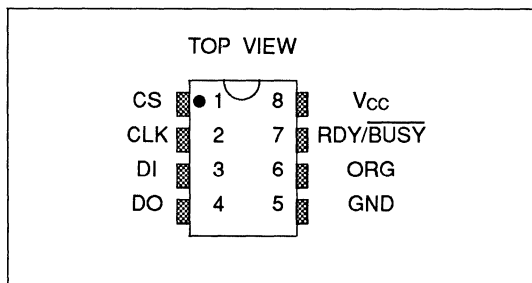 TOP VIEW
CS 1 8 Vcc
CLK 2 7 RDY/BUSY
DI 3 6 ORG
DO 4 5 GND